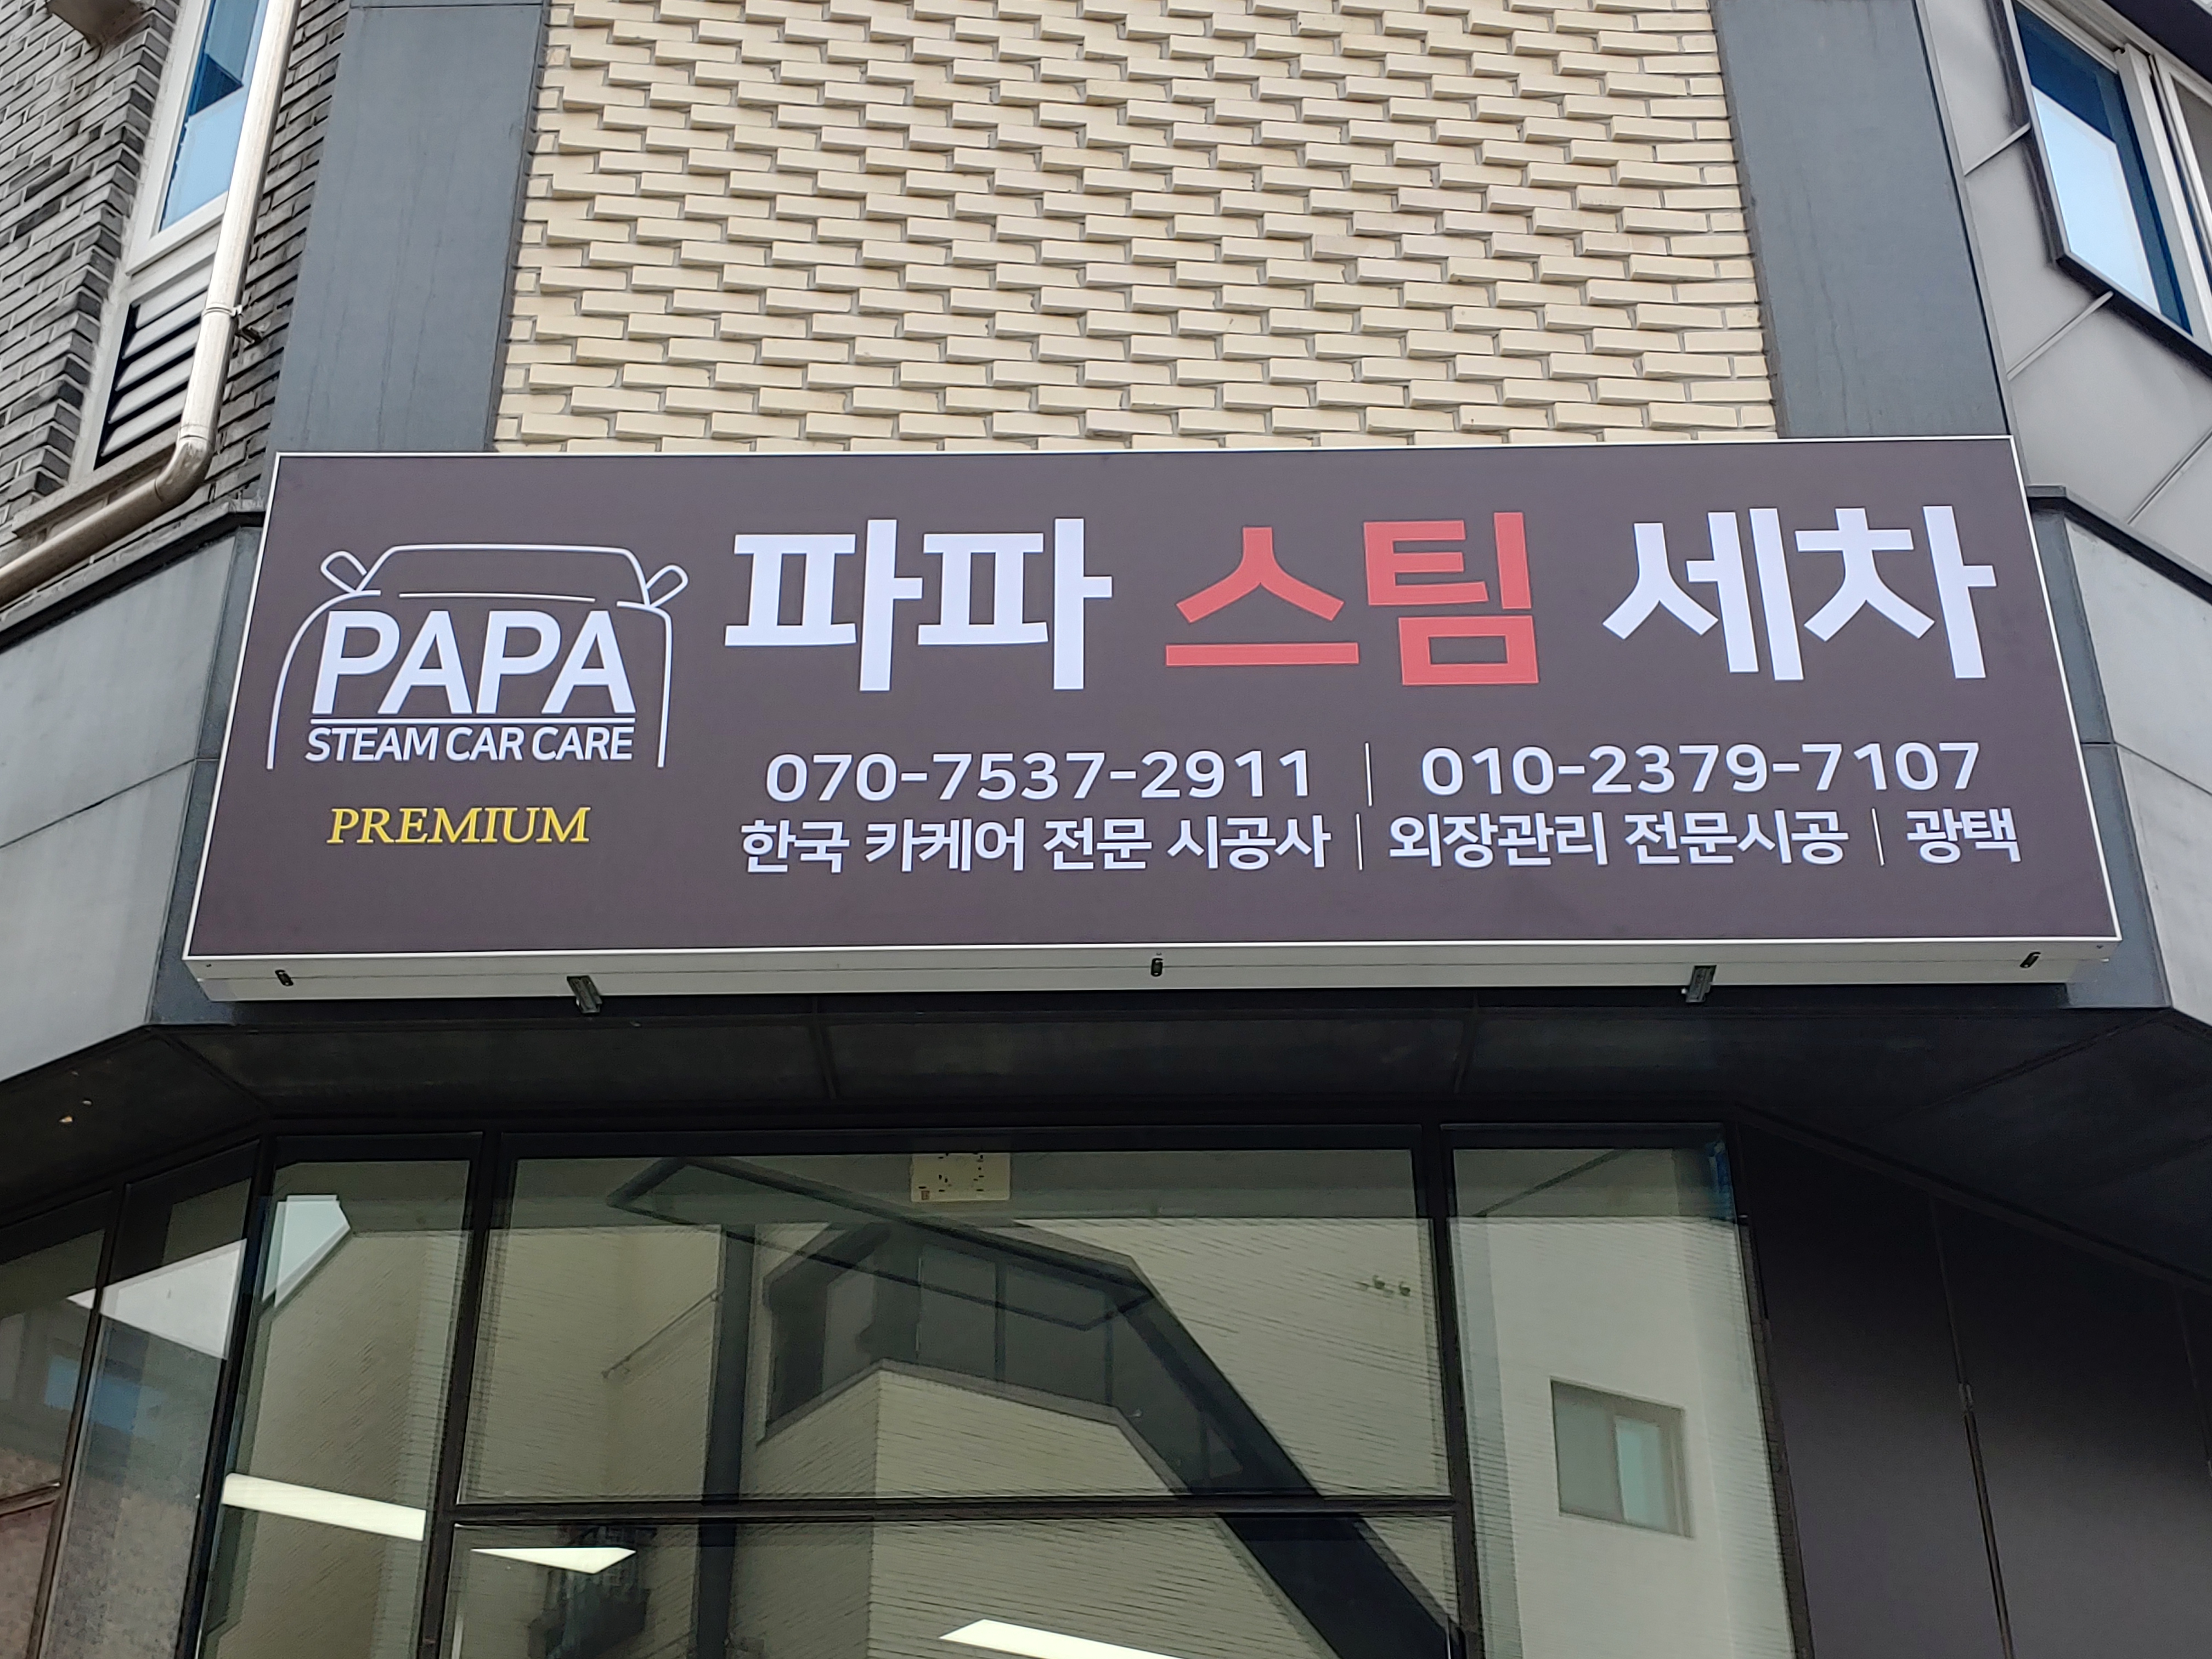 PAPA
STEAM CAR CARE
PREMIUM
파파 스팀 세차
070-7537-2911 | 010-2379-7107
한국 카케어 전문 시공사 | 외장관리 전문시공 | 광택